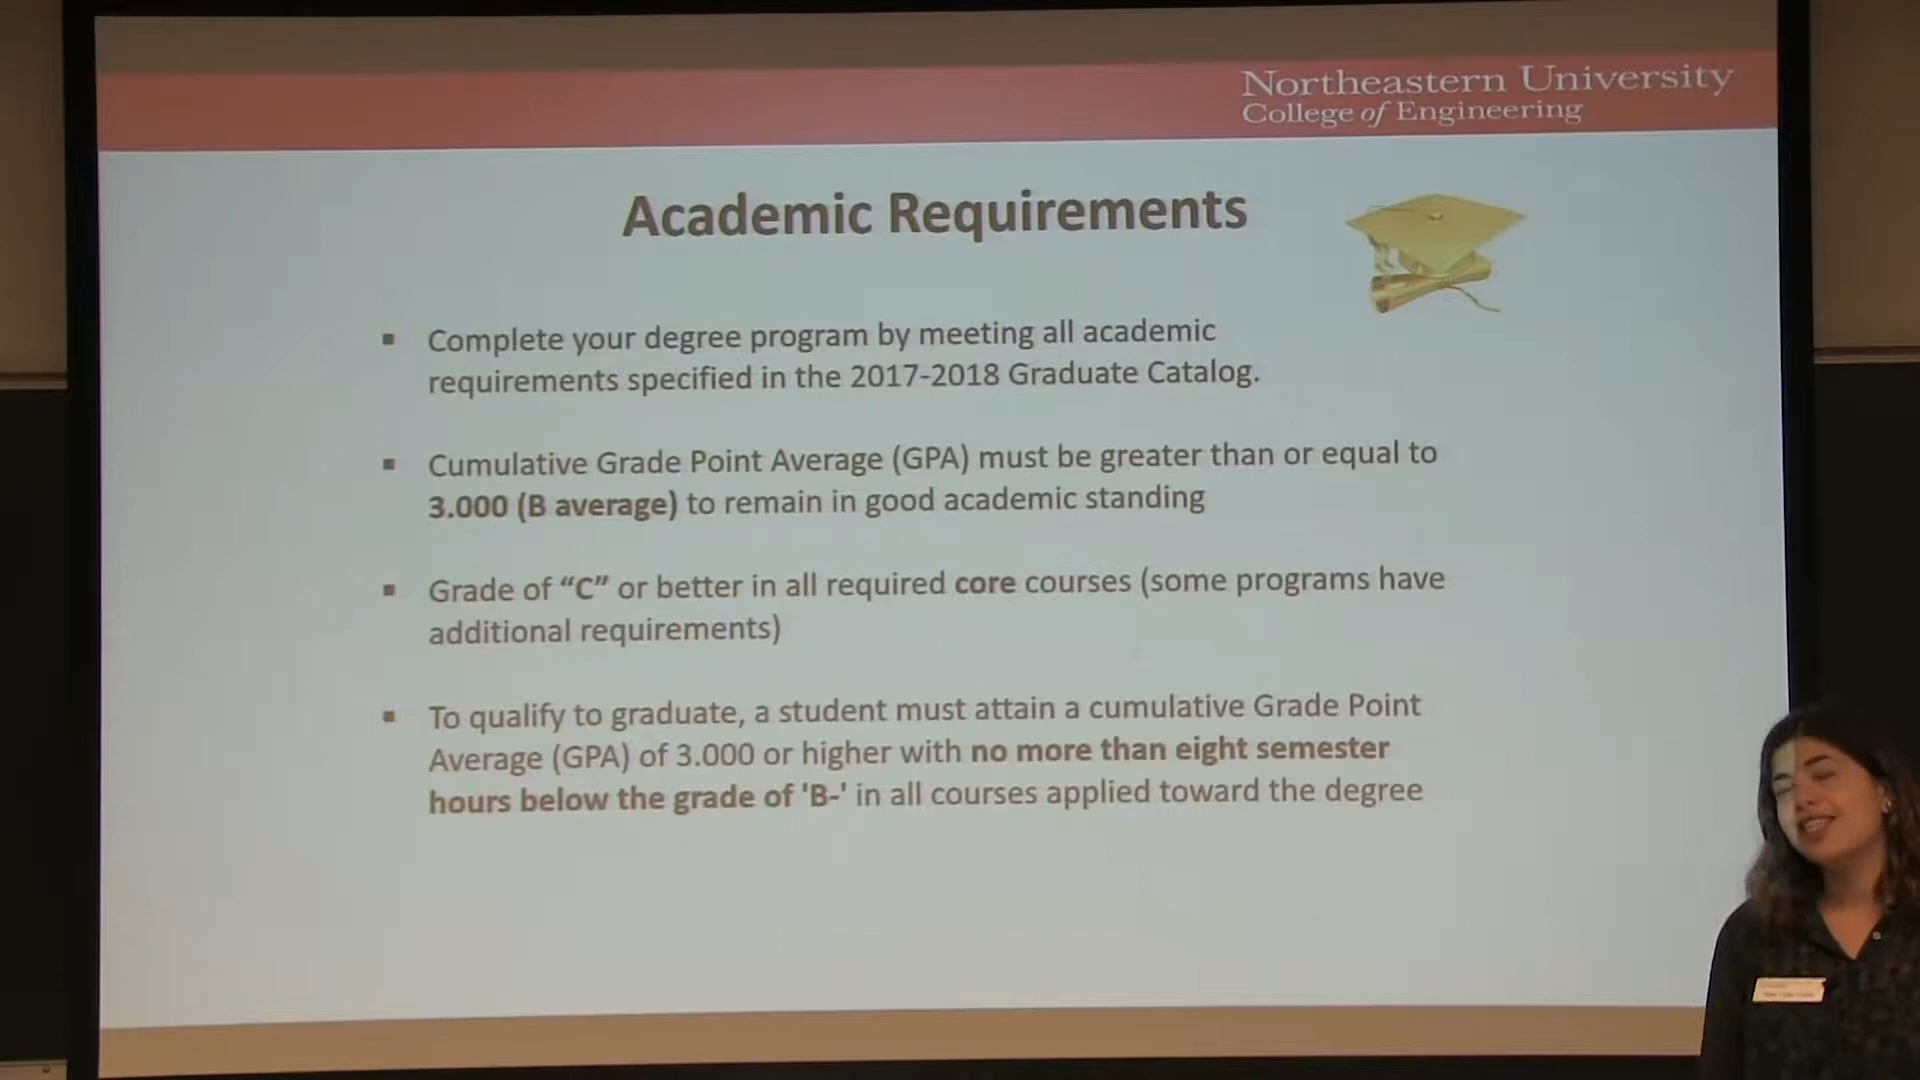 Northeastern University
College of Engineering
Academic Requirements
▪ Complete your degree program by meeting all academic
requirements specified in the 2017-2018 Graduate Catalog.
▪ Cumulative Grade Point Average (GPA) must be greater than or equal to
3.000 (B average) to remain in good academic standing
▪ Grade of “C” or better in all required core courses (some programs have
additional requirements)
▪ To qualify to graduate, a student must attain a cumulative Grade Point
Average (GPA) of 3.000 or higher with no more than eight semester
hours below the grade of 'B-' in all courses applied toward the degree